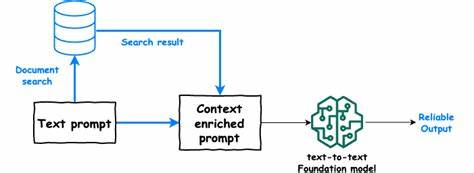 Search result
Document
search
Text prompt
Context
enriched
prompt
text-to-text
Foundation model
Reliable
Output